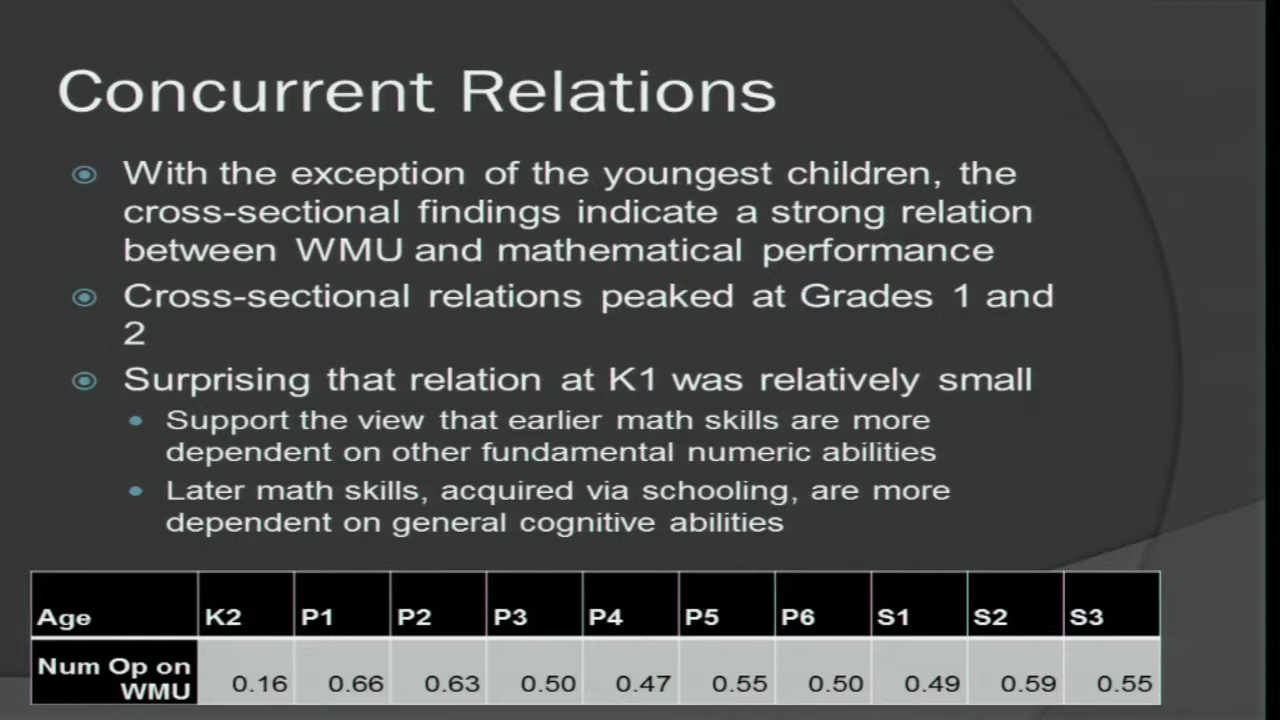 Concurrent Relations
With the exception of the youngest children, the
cross-sectional findings indicate a strong relation
between WMU and mathematical performance
Cross-sectional relations peaked at Grades 1 and
2
Surprising that relation at K1 was relatively small
Support the view that earlier math skills are more
dependent on other fundamental numeric abilities
Later math skills, acquired via schooling, are more
dependent on general cognitive abilities
Age K2 P1 P2 P3 P4 P5 P6 S1 S2 S3
Num Op on
WMU 0.16 0.66 0.63 0.50 0.47 0.55 0.50 0.49 0.59 0.55